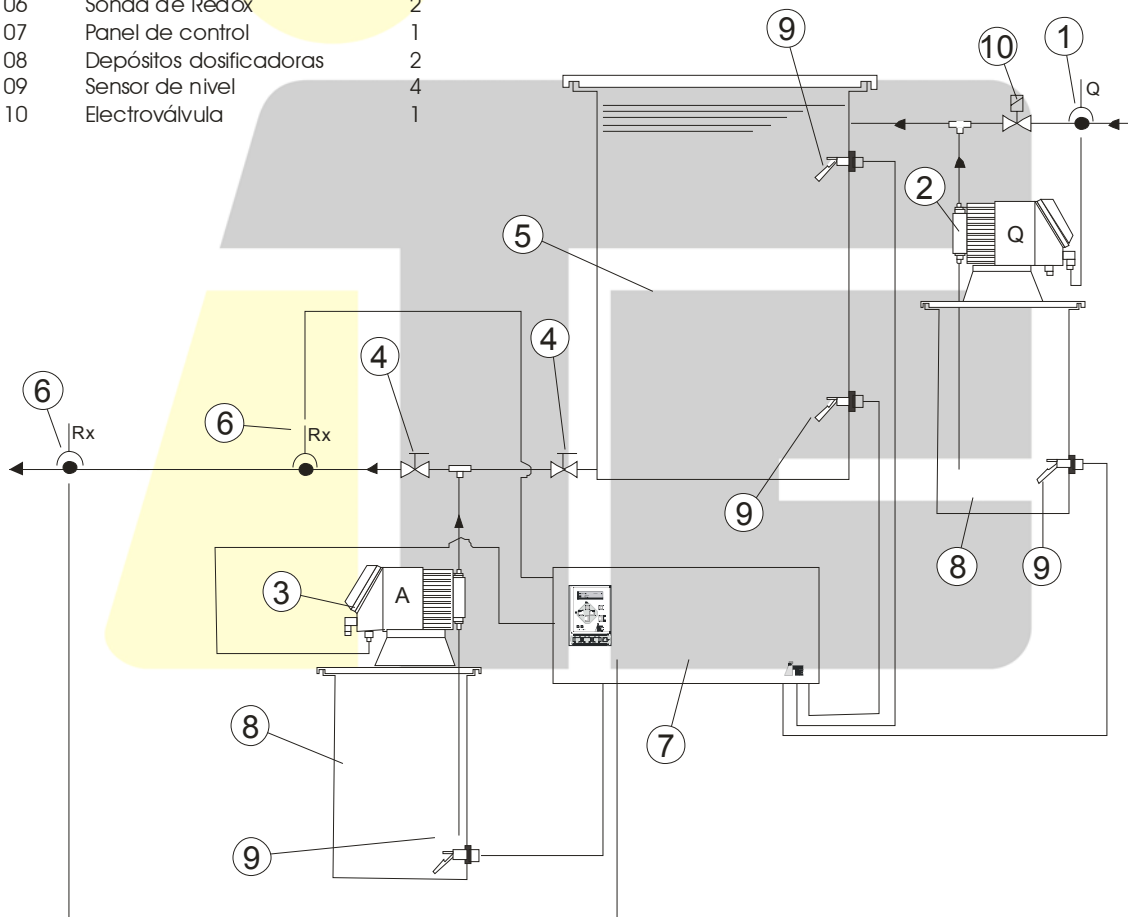 06 Sonda de Redox 2
07 Panel de control 1
08 Depósitos dosificadoras 2
09 Sensor de nivel 4
10 Electroválvula 1
9
10
1
Q
9
2
Q
5
4
4
6
Rx
6
Rx
9
8
9
3
A
8
7
9